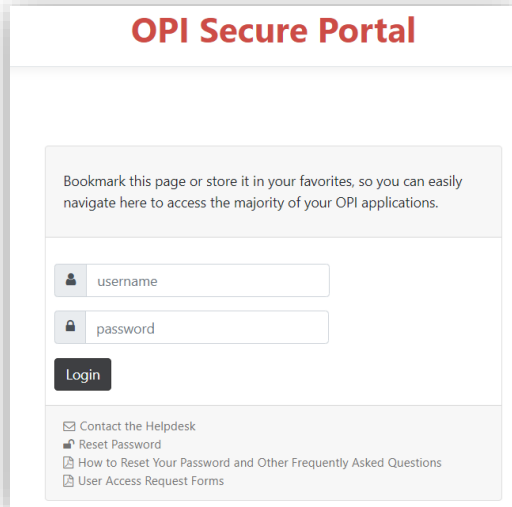 OPI Secure Portal
Bookmark this page or store it in your favorites, so you can easily
navigate here to access the majority of your OPI applications.
username
password
Login
Contact the Helpdesk
Reset Password
How to Reset Your Password and Other Frequently Asked Questions
User Access Request Forms